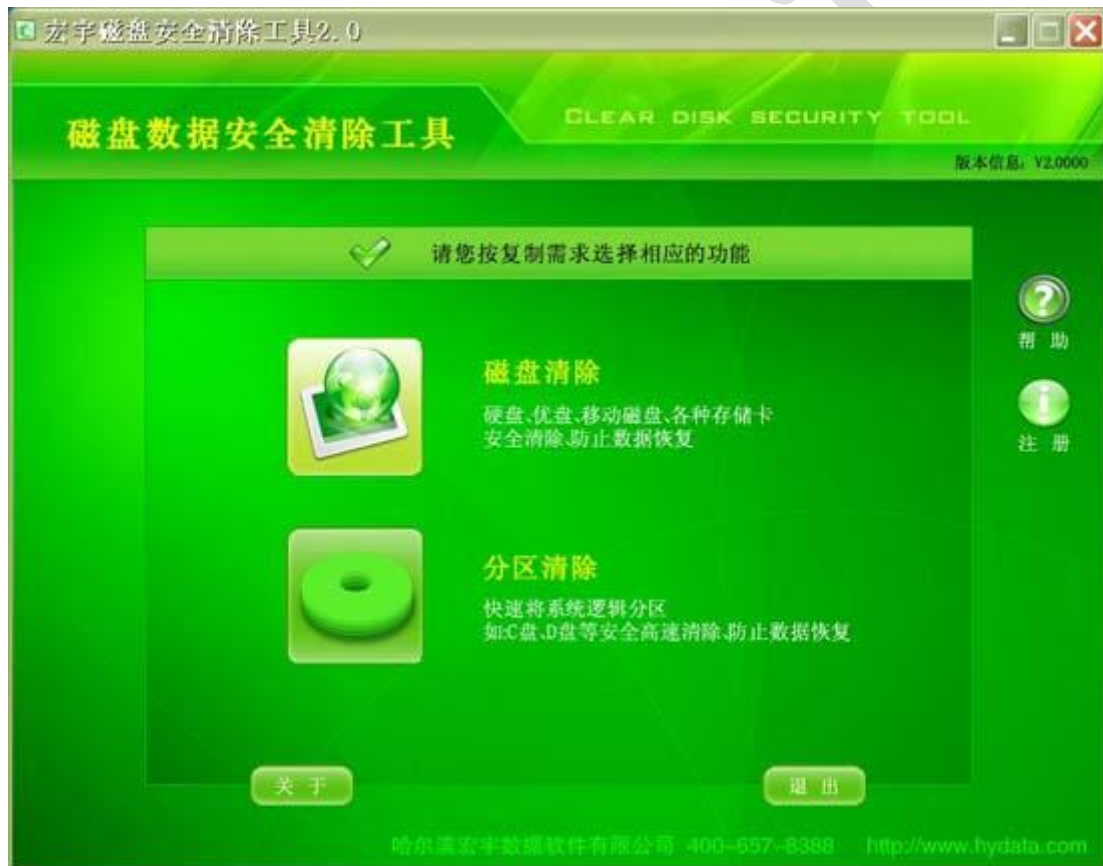 宏宇磁盘安全清除工具2.0
磁盘数据安全清除工具
CLEAR DISK SECURITY TOOL
版本信息: V2.0000
请您按复制需求选择相应的功能
磁盘清除
硬盘、优盘、移动磁盘、各种存储卡
安全清除、防止数据恢复
帮 助
注 册
分区清除
快速将系统逻辑分区
如:C盘、D盘等安全高速清除、防止数据恢复
关 于
退 出
哈尔滨宏宇数据软件有限公司 400-657-8388 http://www.hydata.com